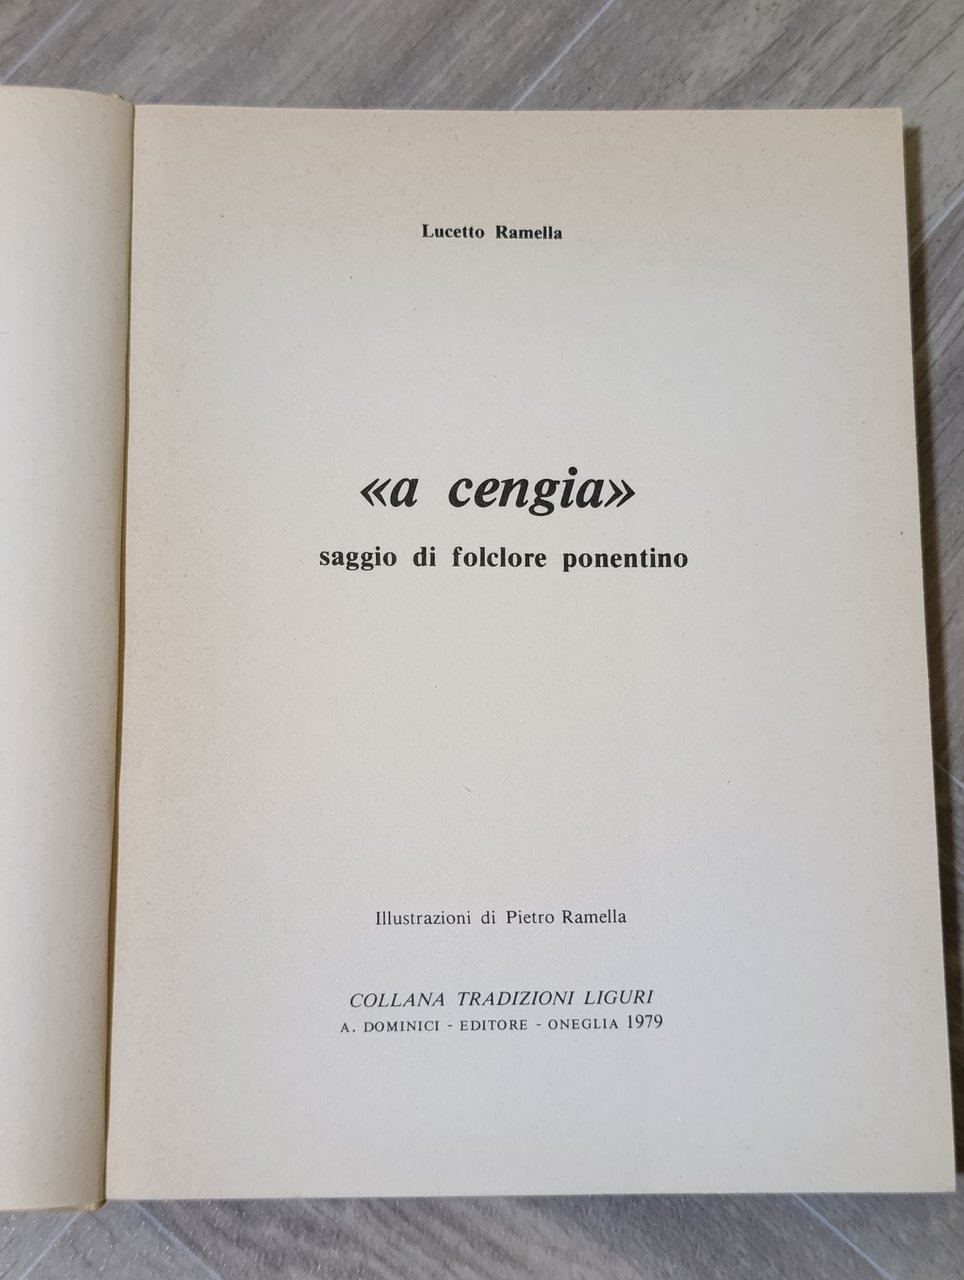 Lucetto Ramella
«a cengia»
saggio di folclore ponentino
Illustrazioni di Pietro Ramella
COLLANA TRADIZIONI LIGURI
A. DOMINICI - EDITORE - ONEGLIA 1979